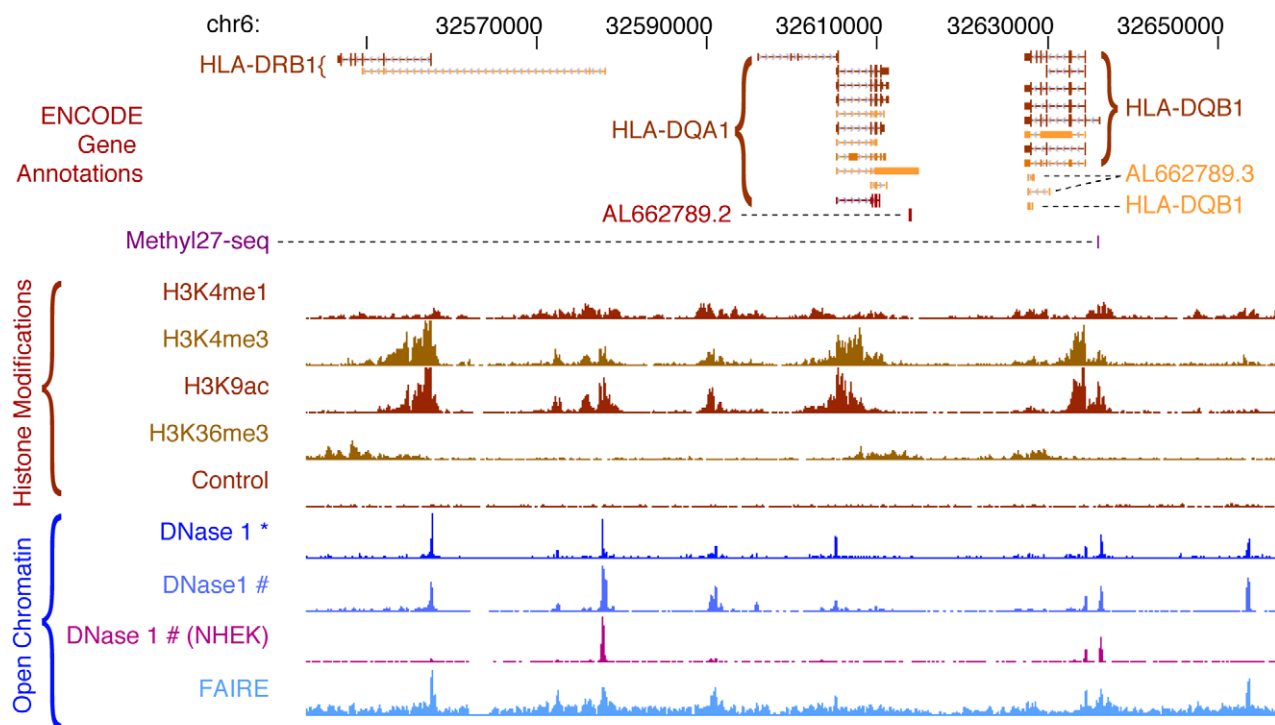 chr6: 32570000 32590000 32610000 32630000 32650000
HLA-DRB1{
ENCODE
Gene
Annotations
HLA-DQA1
HLA-DQB1
AL662789.3
HLA-DQB1
AL662789.2
Methyl27-seq
Histone Modifications
H3K4me1
H3K4me3
H3K9ac
H3K36me3
Control
Open Chromatin
DNase 1 *
DNase1 #
DNase 1 # (NHEK)
FAIRE